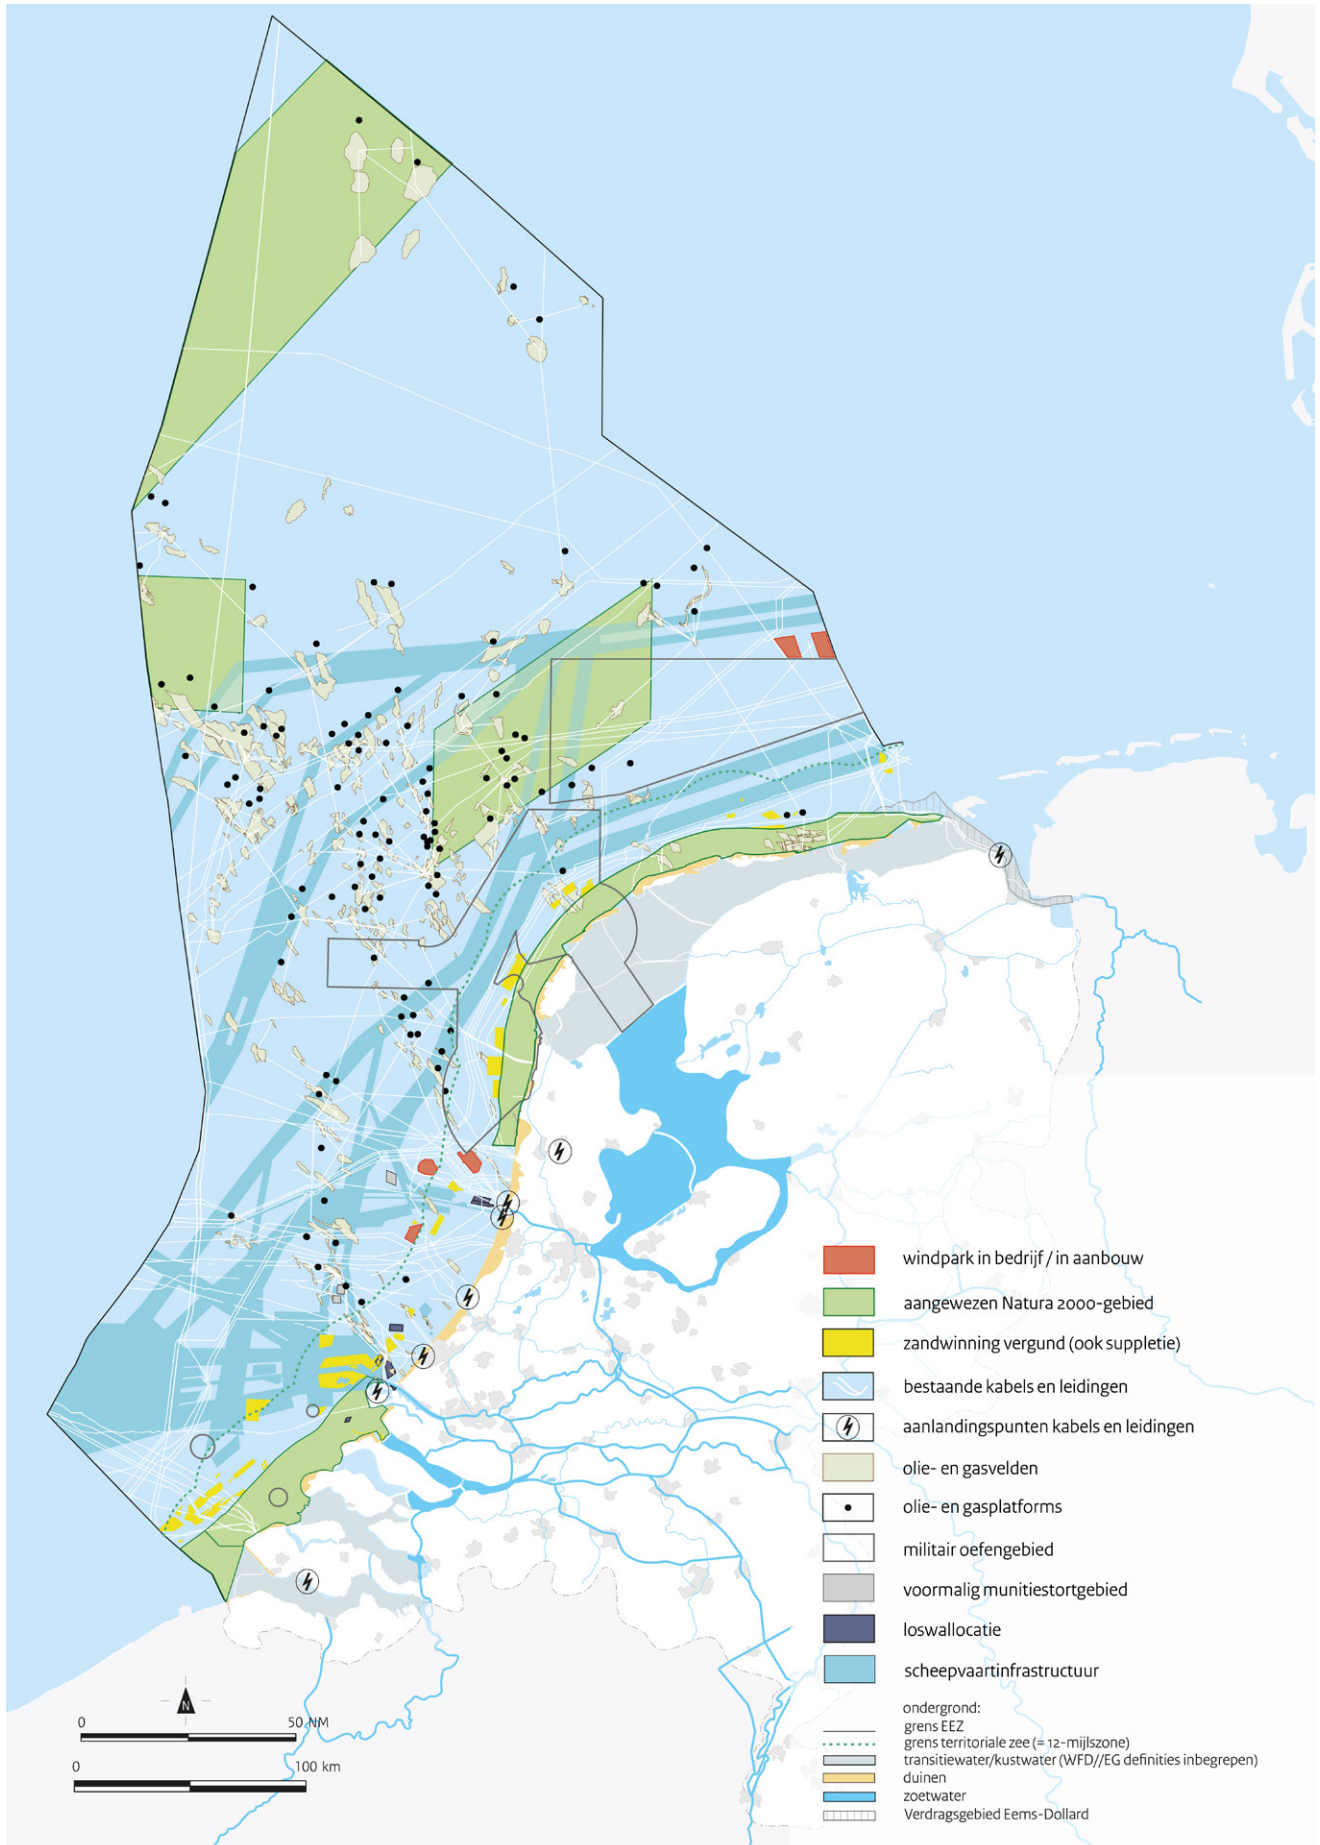 windpark in bedrijf / in aanbouw
aangewezen Natura 2000-gebied
zandwinning vergund (ook suppletie)
bestaande kabels en leidingen
aanlandingspunten kabels en leidingen
olie- en gasvelden
olie- en gasplatforms
militair oefengebied
voormalig munitiestortgebied
loswallocatie
scheepvaartinfrastructuur
ondergrond:
grens EEZ
grens territoriale zee (= 12-mijlszone)
transitiewater/kustwater (WFD//EG definities inbegrepen)
duinen
zoetwater
Verdragsgebied Eems-Dollard
N
0 50 NM
0 100 km